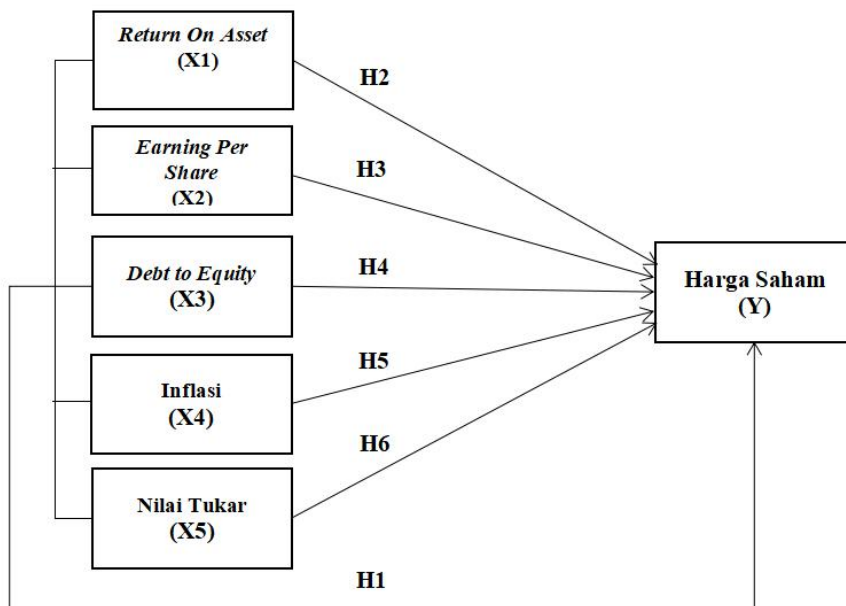 Return On Asset
(X1)
H2
Earning Per
Share
(X2)
H3
Debt to Equity
(X3)
H4
Harga Saham
(Y)
Inflasi
(X4)
H5
Nilai Tukar
(X5)
H6
H1